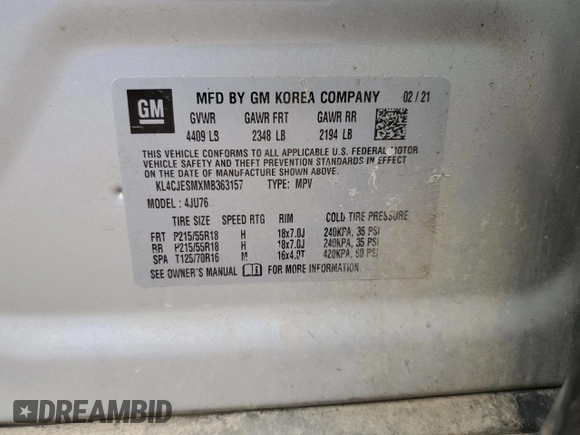 GM
MFD BY GM KOREA COMPANY 02 / 21
GVWR GAWR FRT GAWR RR
4409 LB 2348 LB 2194 LB
THIS VEHICLE CONFORMS TO ALL APPLICABLE U.S. FEDERAL MOTOR
VEHICLE SAFETY AND THEFT PREVENTION STANDARDS IN EFFECT
ON THE DATE OF MANUFACTURE SHOWN ABOVE.
KL4CJESMXMB363157 TYPE: MPV
MODEL: 4JU76
TIRE SIZE SPEED RTG RIM COLD TIRE PRESSURE
FRT P215/55R18 H 18x7.0J 240KPA, 35 PSI
RR P215/55R18 H 18x7.0J 240KPA, 35 PSI
SPA T125/70R16 M 16x4.0T 420KPA, 60 PSI
SEE OWNER'S MANUAL FOR MORE INFORMATION.
DREAMBID